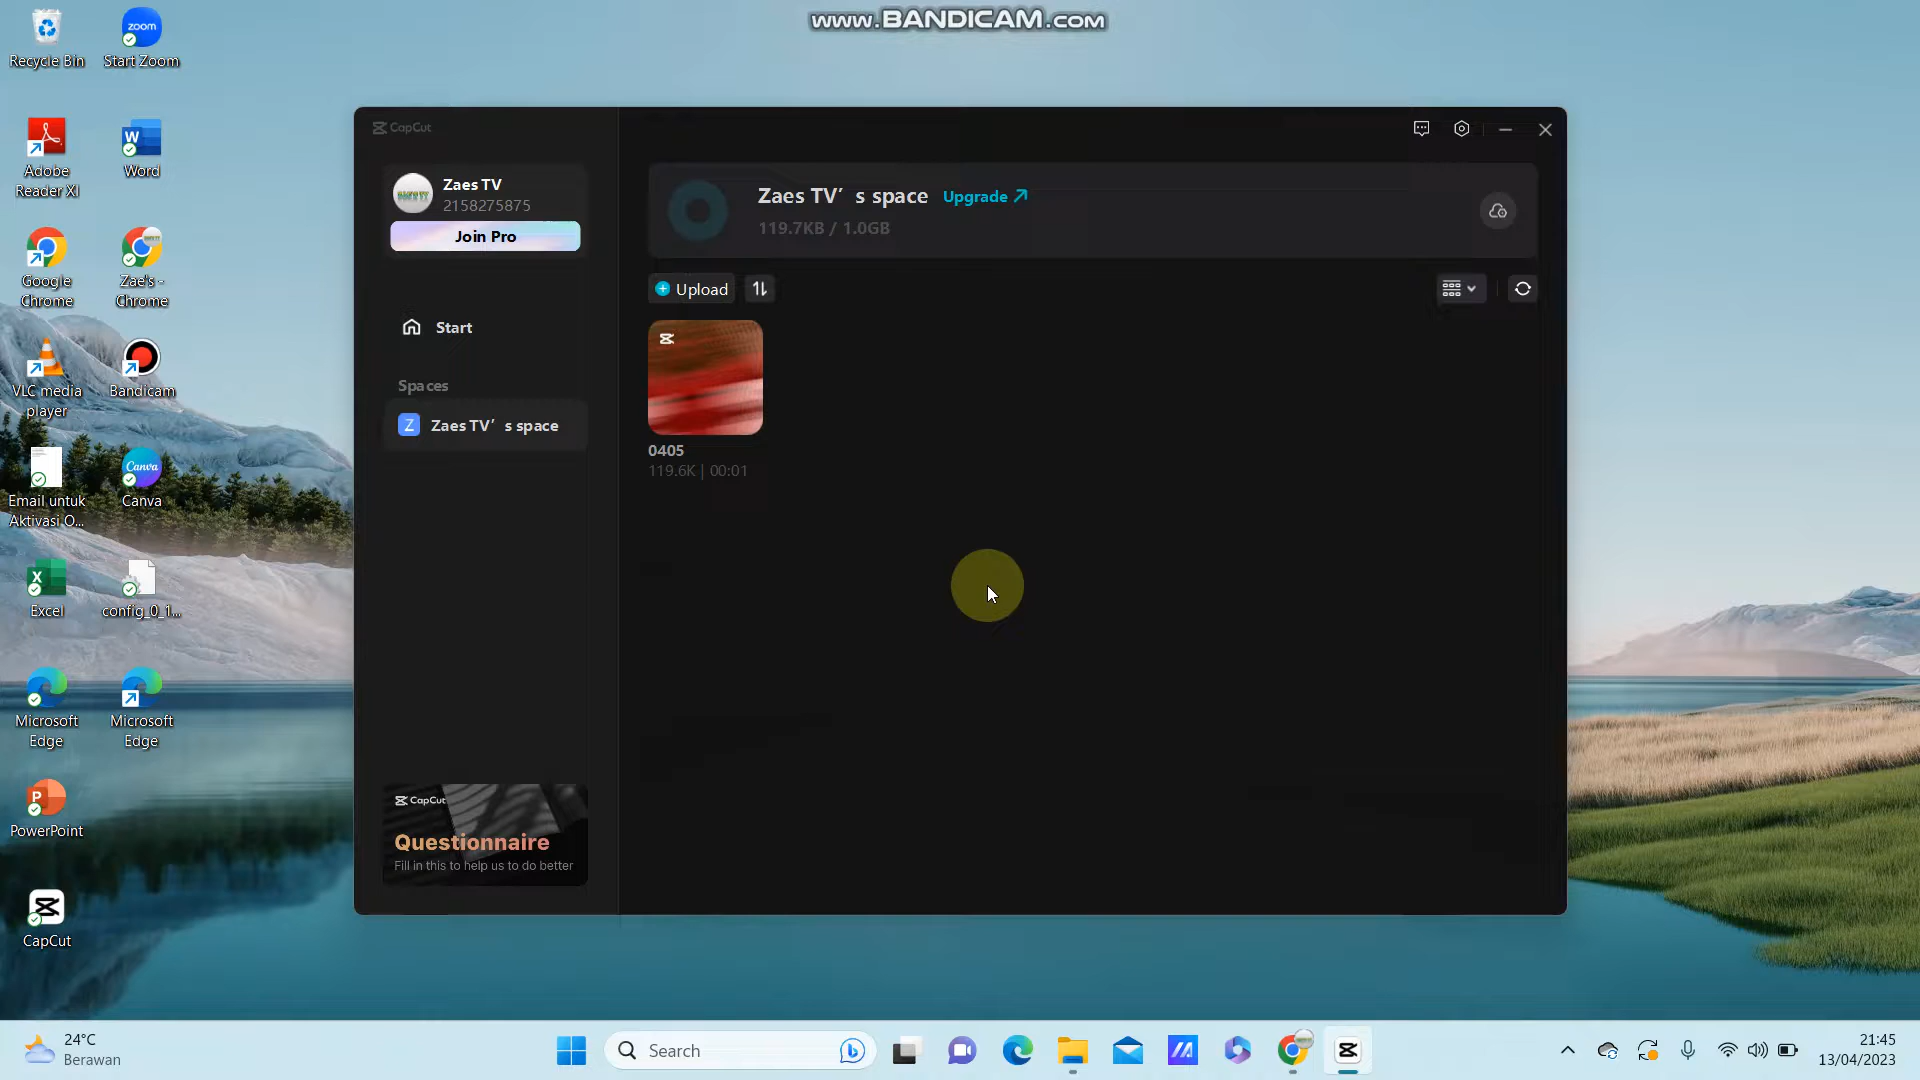 www.BANDICAM.com
Recycle Bin
Start Zoom
Adobe
Reader XI
Word
Google
Chrome
Zae's -
Chrome
VLC media
player
Bandicam
Email untuk
Aktivasi O...
Canva
Excel
config_0_1...
Microsoft
Edge
Microsoft
Edge
PowerPoint
CapCut
CapCut
Zaes TV
2158275875
Join Pro
Start
Spaces
Z Zaes TV’s space
CapCut
Questionnaire
Fill in this to help us to do better
Zaes TV’s space Upgrade
119.7KB / 1.0GB
Upload
0405
119.6K | 00:01
24°C
Berawan
Search
21:45
13/04/2023